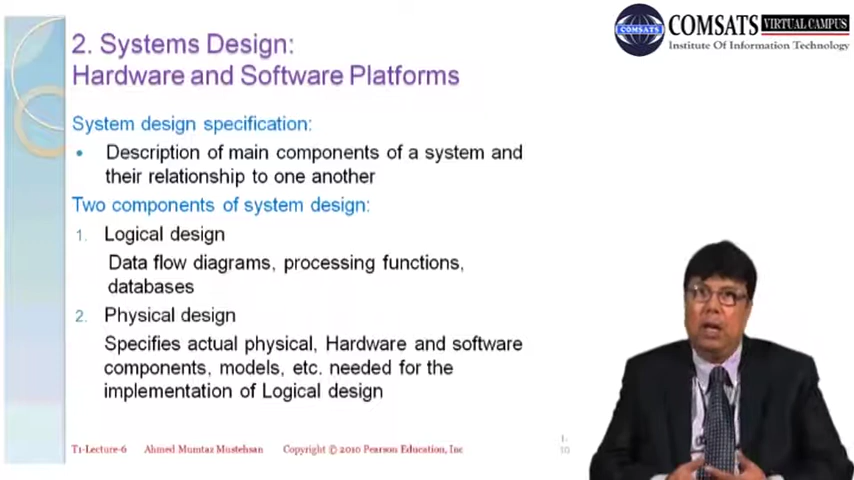 2. Systems Design:
Hardware and Software Platforms
COMSATS VIRTUAL CAMPUS
Institute Of Information Technology
System design specification:
• Description of main components of a system and
their relationship to one another
Two components of system design:
1. Logical design
Data flow diagrams, processing functions,
databases
2. Physical design
Specifies actual physical, Hardware and software
components, models, etc. needed for the
implementation of Logical design
T1-Lecture-6 Ahmed Mumtaz Mustehsan Copyright © 2010 Pearson Education, Inc
1-
10